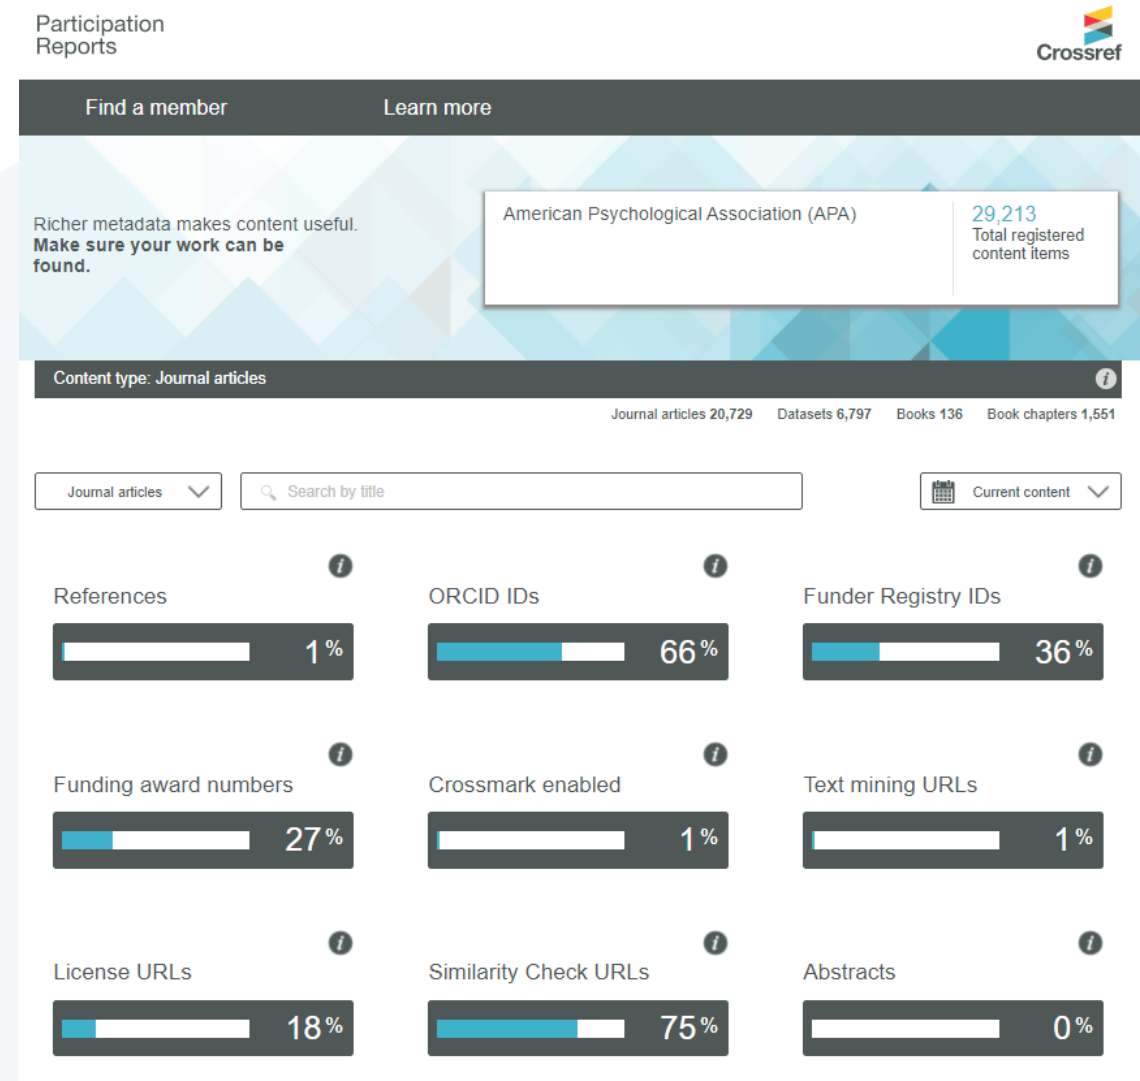 Participation
Reports
Crossref
Find a member
Learn more
Richer metadata makes content useful.
Make sure your work can be
found.
American Psychological Association (APA)
29,213
Total registered
content items
Content type: Journal articles
i
Journal articles 20,729
Datasets 6,797
Books 136
Book chapters 1,551
Journal articles
Search by title
Current content
i
i
i
References
ORCID IDs
Funder Registry IDs
1%
66%
36%
i
i
i
Funding award numbers
Crossmark enabled
Text mining URLs
27%
1%
1%
i
i
i
License URLs
Similarity Check URLs
Abstracts
18%
75%
0%